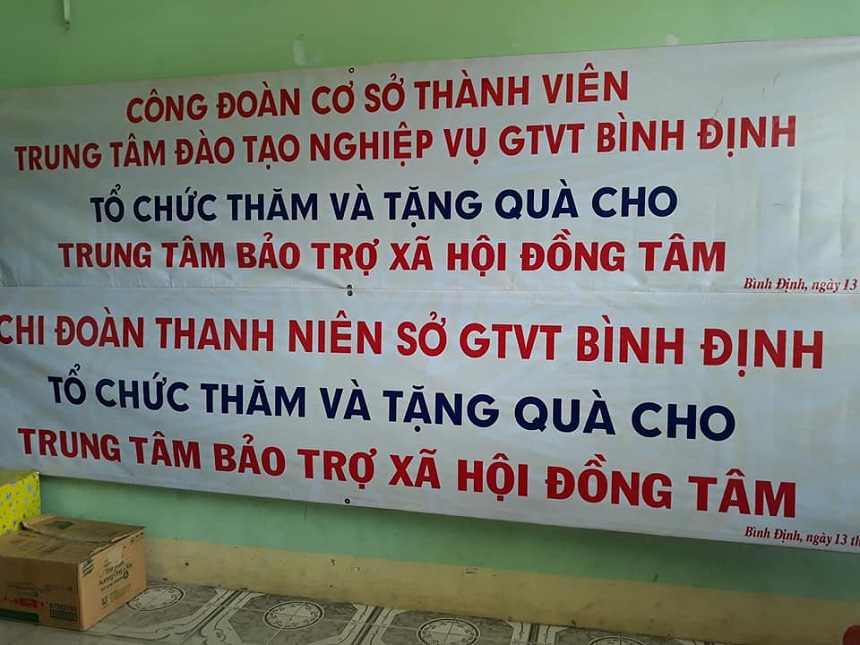 CÔNG ĐOÀN CƠ SỞ THÀNH VIÊN
TRUNG TÂM ĐÀO TẠO NGHIỆP VỤ GTVT BÌNH ĐỊNH
TỔ CHỨC THĂM VÀ TẶNG QUÀ CHO
TRUNG TÂM BẢO TRỢ XÃ HỘI ĐỒNG TÂM
Bình Định, ngày 13
CHI ĐOÀN THANH NIÊN SỞ GTVT BÌNH ĐỊNH
TỔ CHỨC THĂM VÀ TẶNG QUÀ CHO
TRUNG TÂM BẢO TRỢ XÃ HỘI ĐỒNG TÂM
Bình Định, ngày 13 th